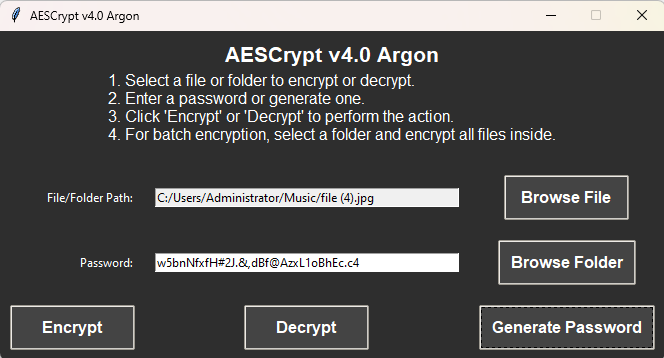 AESCrypt v4.0 Argon
AESCrypt v4.0 Argon
1. Select a file or folder to encrypt or decrypt.
2. Enter a password or generate one.
3. Click 'Encrypt' or 'Decrypt' to perform the action.
4. For batch encryption, select a folder and encrypt all files inside.
File/Folder Path: C:/Users/Administrator/Music/file (4).jpg Browse File
Password: w5bnNfxfH#2J.&,dBf@AzxL1oBhEc.c4 Browse Folder
Encrypt Decrypt Generate Password